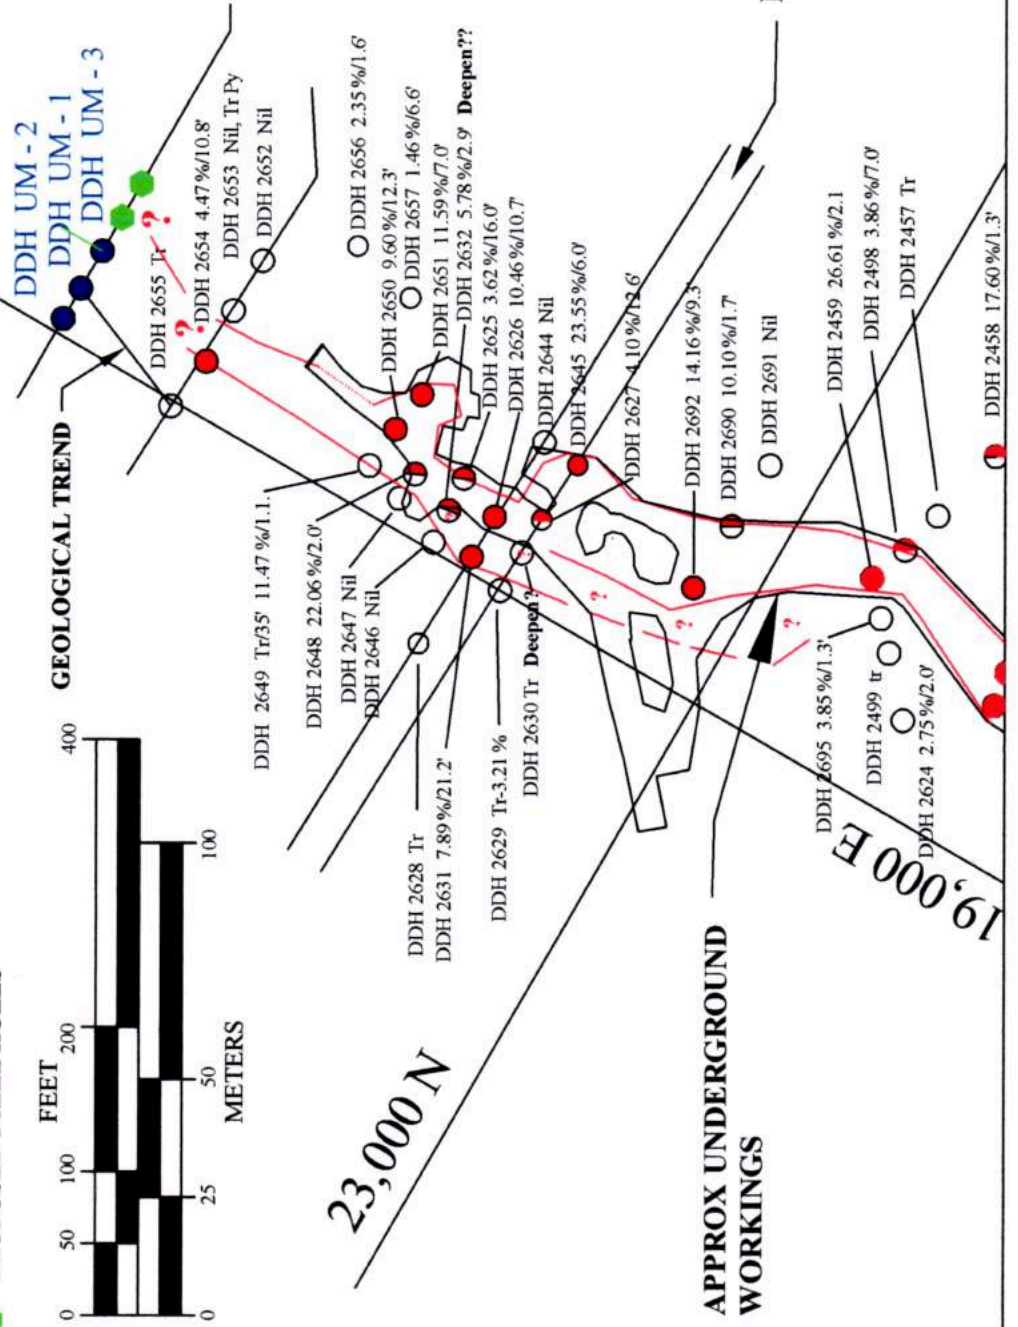 DDH UM - 2
DDH UM - 1
DDH UM - 3
DDH 2655 Tr
DDH 2654 4.47%/10.8'
DDH 2653 Nil, Tr Py
DDH 2652 Nil
?
?
GEOLOGICAL TREND
DDH 2656 2.35%/1.6'
DDH 2650 9.60%/12.3'
DDH 2657 1.46%/6.6'
DDH 2651 11.59%/7.0'
DDH 2632 5.78%/2.9' Deepen??
DDH 2625 3.62%/16.0'
DDH 2626 10.46%/10.7'
DDH 2644 Nil
DDH 2645 23.55%/6.0'
DDH 2627 4.10%/12.6'
DDH 2692 14.16%/9.3'
DDH 2690 10.10%/1.7'
DDH 2691 Nil
DDH 2459 26.61%/2.1
DDH 2498 3.86%/7.0'
DDH 2457 Tr
DDH 2458 17.60%/1.3'
DDH 2649 Tr/35' 11.47%/1.1.
DDH 2648 22.06%/2.0'
DDH 2647 Nil
DDH 2646 Nil
DDH 2628 Tr
DDH 2631 7.89%/21.2'
DDH 2629 Tr-3.21 %
DDH 2630 Tr Deepen?
?
?
?
?
DDH 2695 3.85%/1.3'
DDH 2499 tr
DDH 2624 2.75%/2.0'
FEET
0 50 100 200 400
0 25 50 100
METERS
23,000 N
19,000 E
APPROX UNDERGROUND
WORKINGS